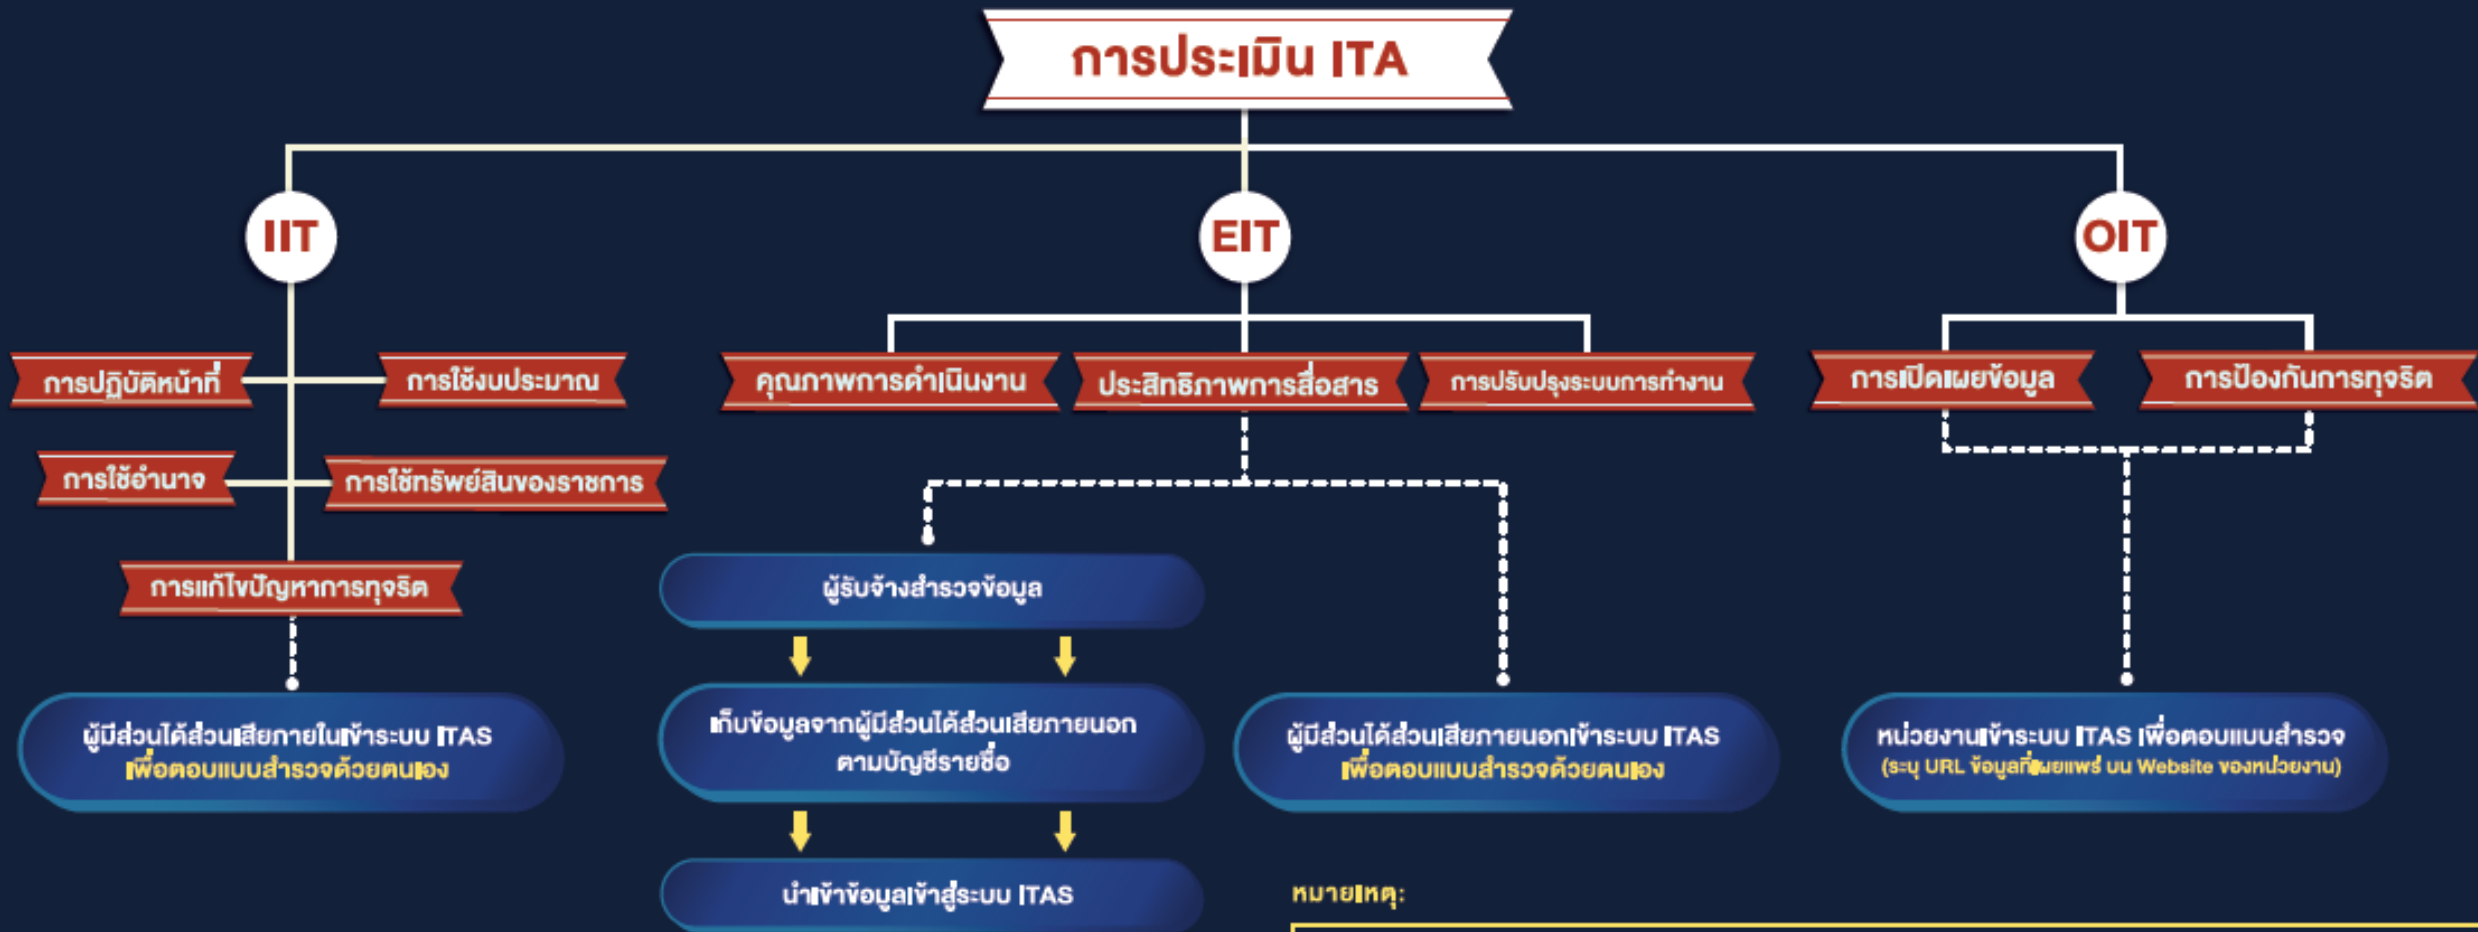 การประเมิน ITA
IIT
EIT
OIT
การปฏิบัติหน้าที่
การใช้งบประมาณ
คุณภาพการดำเนินงาน
ประสิทธิภาพการสื่อสาร
การปรับปรุงระบบการทำงาน
การเปิดเผยข้อมูล
การป้องกันการทุจริต
การใช้อำนาจ
การใช้ทรัพย์สินของราชการ
การแก้ไขปัญหาการทุจริต
ผู้รับจ้างสำรวจข้อมูล
ผู้มีส่วนได้ส่วนเสียภายในเข้าระบบ ITAS
เพื่อตอบแบบสำรวจด้วยตนเอง
เก็บข้อมูลจากผู้มีส่วนได้ส่วนเสียภายนอก
ตามบัญชีรายชื่อ
ผู้มีส่วนได้ส่วนเสียภายนอกเข้าระบบ ITAS
เพื่อตอบแบบสำรวจด้วยตนเอง
หน่วยงานเข้าระบบ ITAS เพื่อตอบแบบสำรวจ
(ระบุ URL ข้อมูลที่เผยแพร่ บน Website ของหน่วยงาน)
นำเข้าข้อมูลเข้าสู่ระบบ ITAS
หมายเหตุ: